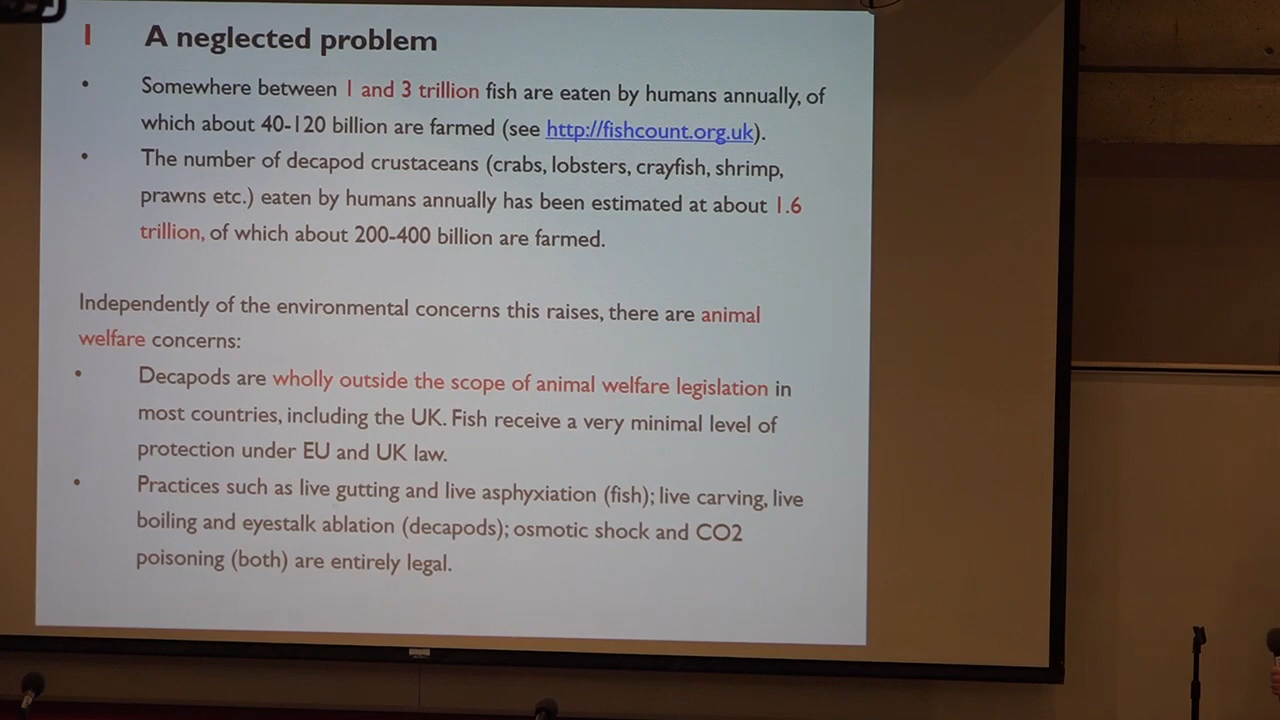 I A neglected problem
• Somewhere between 1 and 3 trillion fish are eaten by humans annually, of
which about 40-120 billion are farmed (see http://fishcount.org.uk).
• The number of decapod crustaceans (crabs, lobsters, crayfish, shrimp,
prawns etc.) eaten by humans annually has been estimated at about 1.6
trillion, of which about 200-400 billion are farmed.
Independently of the environmental concerns this raises, there are animal
welfare concerns:
• Decapods are wholly outside the scope of animal welfare legislation in
most countries, including the UK. Fish receive a very minimal level of
protection under EU and UK law.
• Practices such as live gutting and live asphyxiation (fish); live carving, live
boiling and eyestalk ablation (decapods); osmotic shock and CO2
poisoning (both) are entirely legal.